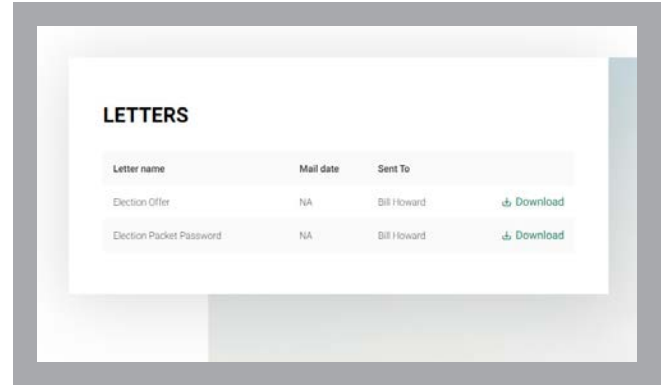 LETTERS
Letter name Mail date Sent To
Election Offer NA Bill Howard Download
Election Packet Password NA Bill Howard Download